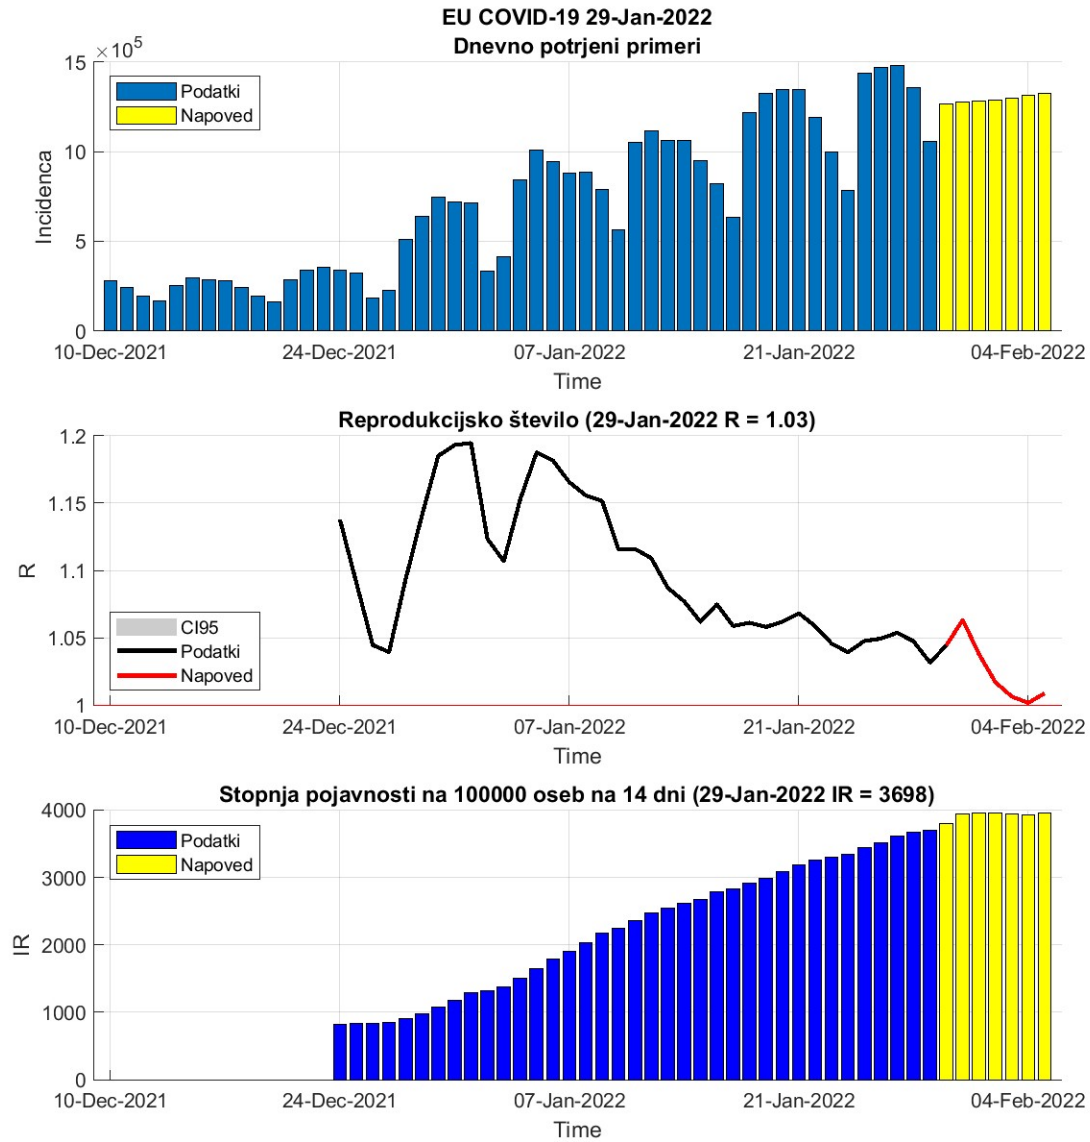 EU COVID-19 29-Jan-2022
Dnevno potrjeni primeri
×10⁵
15
10
5
0
Incidenca
Podatki
Napoved
10-Dec-2021 24-Dec-2021 07-Jan-2022 21-Jan-2022 04-Feb-2022
Time
Reprodukcijsko število (29-Jan-2022 R = 1.03)
1.2
1.15
1.1
1.05
1
R
CI95
Podatki
Napoved
10-Dec-2021 24-Dec-2021 07-Jan-2022 21-Jan-2022 04-Feb-2022
Time
Stopnja pojavnosti na 100000 oseb na 14 dni (29-Jan-2022 IR = 3698)
4000
3000
2000
1000
0
IR
Podatki
Napoved
10-Dec-2021 24-Dec-2021 07-Jan-2022 21-Jan-2022 04-Feb-2022
Time